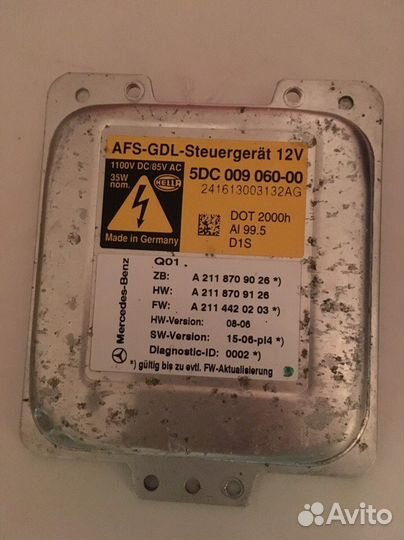 AFS-GDL-Steuergerät 12V
1100V DC/85V AC
35W nom.
HELLA
5DC 009 060-00
241613003132AG
DOT 2000h
AI 99.5
D1S
Made in Germany
Mercedes-Benz
Q01
ZB: A 211 870 90 26 *)
HW: A 211 870 91 26
FW: A 211 442 02 03 *)
HW-Version: 08-06
SW-Version: 15-06-pl4 *)
Diagnostic-ID: 0002 *)
*) gültig bis zu evtl. FW-Aktualisierung
Avito